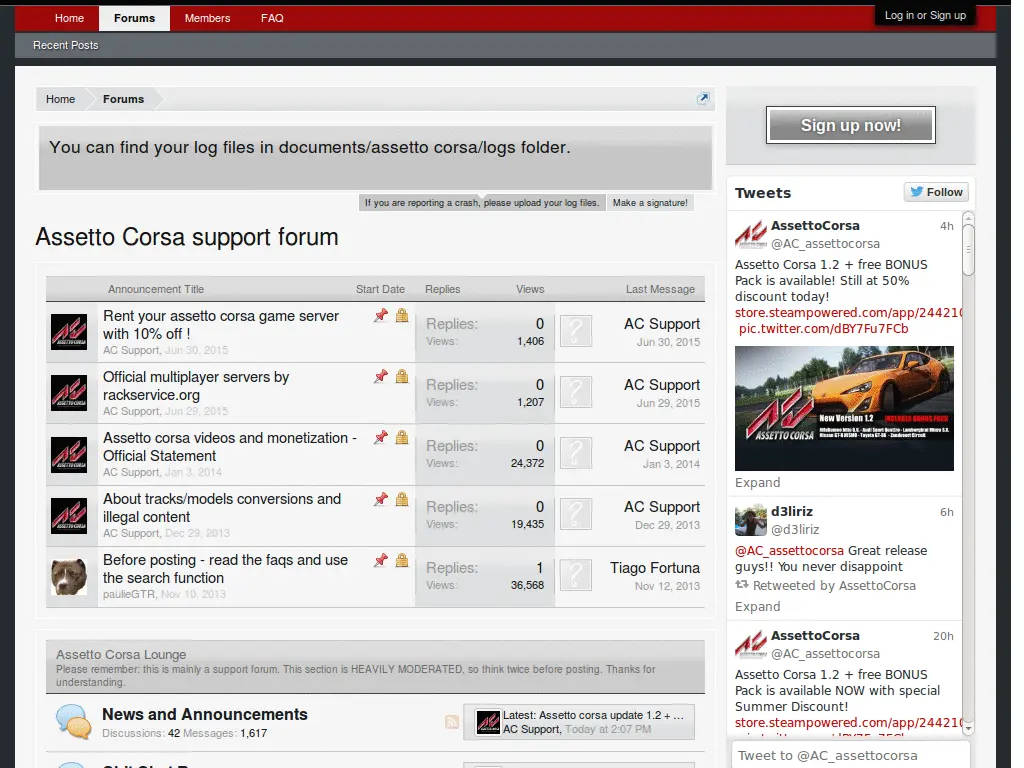 Home Forums Members FAQ Log in or Sign up
Recent Posts
Home Forums
You can find your log files in documents/assetto corsa/logs folder.
If you are reporting a crash, please upload your log files. Make a signature!
Assetto Corsa support forum
Announcement Title Start Date Replies Views Last Message
Rent your assetto corsa game server
with 10% off !
AC Support, Jun 30, 2015
Replies: 0
Views: 1,406
AC Support
Jun 30, 2015
Official multiplayer servers by
rackservice.org
AC Support, Jun 29, 2015
Replies: 0
Views: 1,207
AC Support
Jun 29, 2015
Assetto corsa videos and monetization -
Official Statement
AC Support, Jan 3, 2014
Replies: 0
Views: 24,372
AC Support
Jan 3, 2014
About tracks/models conversions and
illegal content
AC Support, Dec 29, 2013
Replies: 0
Views: 19,435
AC Support
Dec 29, 2013
Before posting - read the faqs and use
the search function
paulieGTR, Nov 10, 2013
Replies: 1
Views: 36,568
Tiago Fortuna
Nov 12, 2013
Assetto Corsa Lounge
Please remember: this is mainly a support forum. This section is HEAVILY MODERATED, so think twice before posting. Thanks for
understanding.
News and Announcements
Discussions: 42 Messages: 1,617
Latest: Assetto corsa update 1.2 + ...
AC Support, Today at 2:07 PM
Sign up now!
Tweets Follow
AssettoCorsa 4h
@AC_assettocorsa
Assetto Corsa 1.2 + free BONUS
Pack is available! Still at 50%
discount today!
store.steampowered.com/app/244210
pic.twitter.com/dBY7Fu7FCb
ASSETTO CORSA
New Version 1.2 INCLUDED BONUS PACK
Expand
d3liriz 6h
@d3liriz
@AC_assettocorsa Great release
guys!! You never disappoint
Retweeted by AssettoCorsa
Expand
AssettoCorsa 20h
@AC_assettocorsa
Assetto Corsa 1.2 + free BONUS
Pack is available NOW with special
Summer Discount!
store.steampowered.com/app/244210
Tweet to @AC_assettocorsa